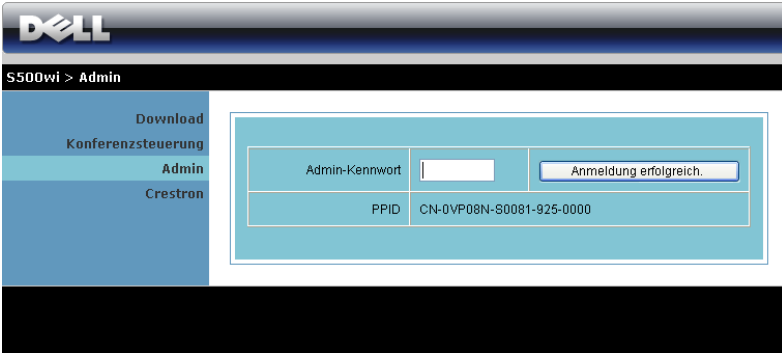 DELL
S500wi > Admin
Download
Konferenzsteuerung
Admin
Crestron
Admin-Kennwort
Anmeldung erfolgreich.
PPID CN-0VP08N-S0081-925-0000